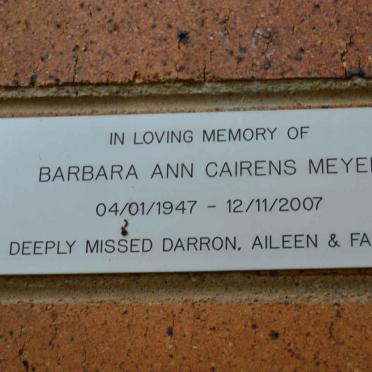 IN LOVING MEMORY OF
BARBARA ANN CAIRENS MEYE
04/01/1947 - 12/11/2007
DEEPLY MISSED DARRON, AILEEN & FA